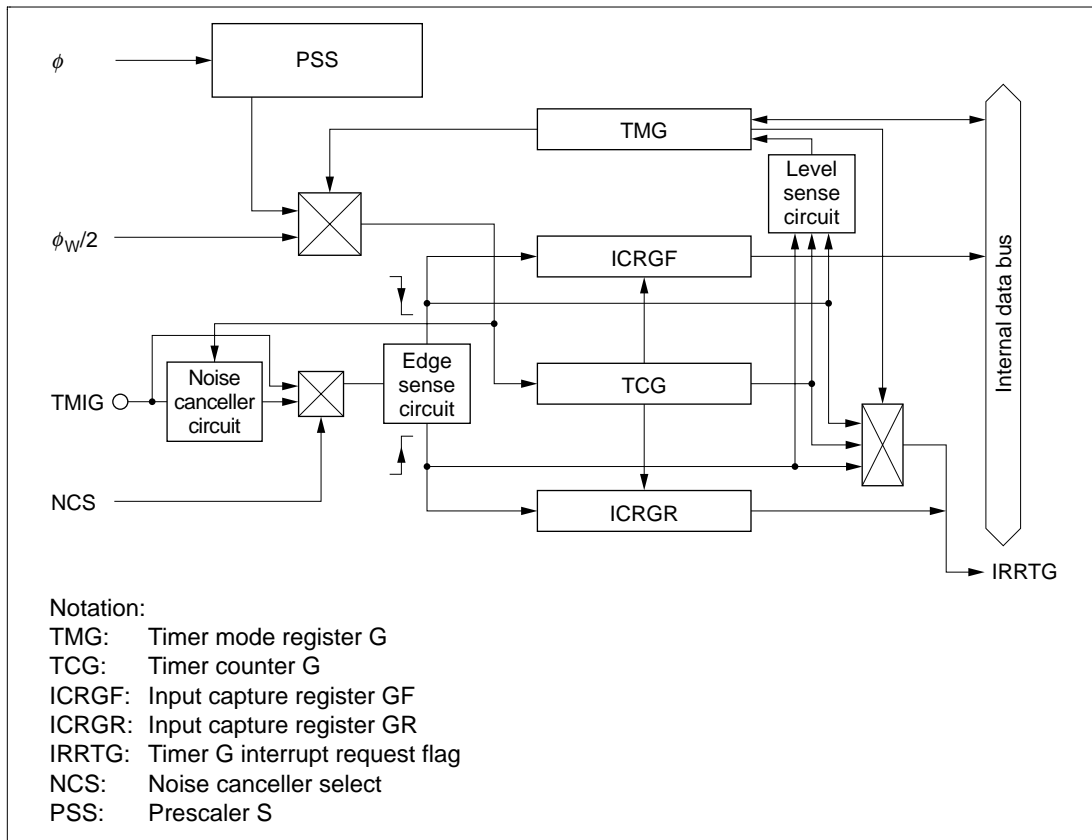 ϕ
PSS
TMG
Level
sense
circuit
ϕW/2
ICRGF
Internal data bus
TMIG
Noise
canceller
circuit
Edge
sense
circuit
TCG
NCS
ICRGR
IRRTG
Notation:
TMG: Timer mode register G
TCG: Timer counter G
ICRGF: Input capture register GF
ICRGR: Input capture register GR
IRRTG: Timer G interrupt request flag
NCS: Noise canceller select
PSS: Prescaler S